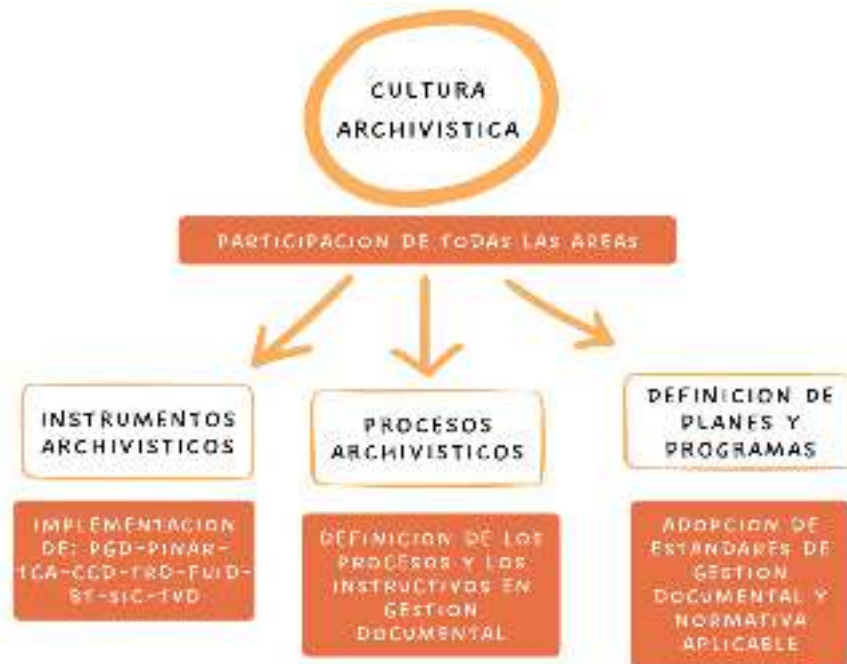 CULTURA
ARCHIVISTICA
PARTICIPACION DE TODAS LAS AREAS
INSTRUMENTOS
ARCHIVISTICOS
IMPLEMENTACION
DE: PGD-PINAR-
TCA-CCD-TRD-FUID-
BT-SIC-TVD
PROCESOS
ARCHIVISTICOS
DEFINICION DE LOS
PROCESOS Y LOS
INSTRUCTIVOS EN
GESTION
DOCUMENTAL
DEFINICION DE
PLANES Y
PROGRAMAS
ADOPCION DE
ESTANDARES DE
GESTION
DOCUMENTAL Y
NORMATIVA
APLICABLE